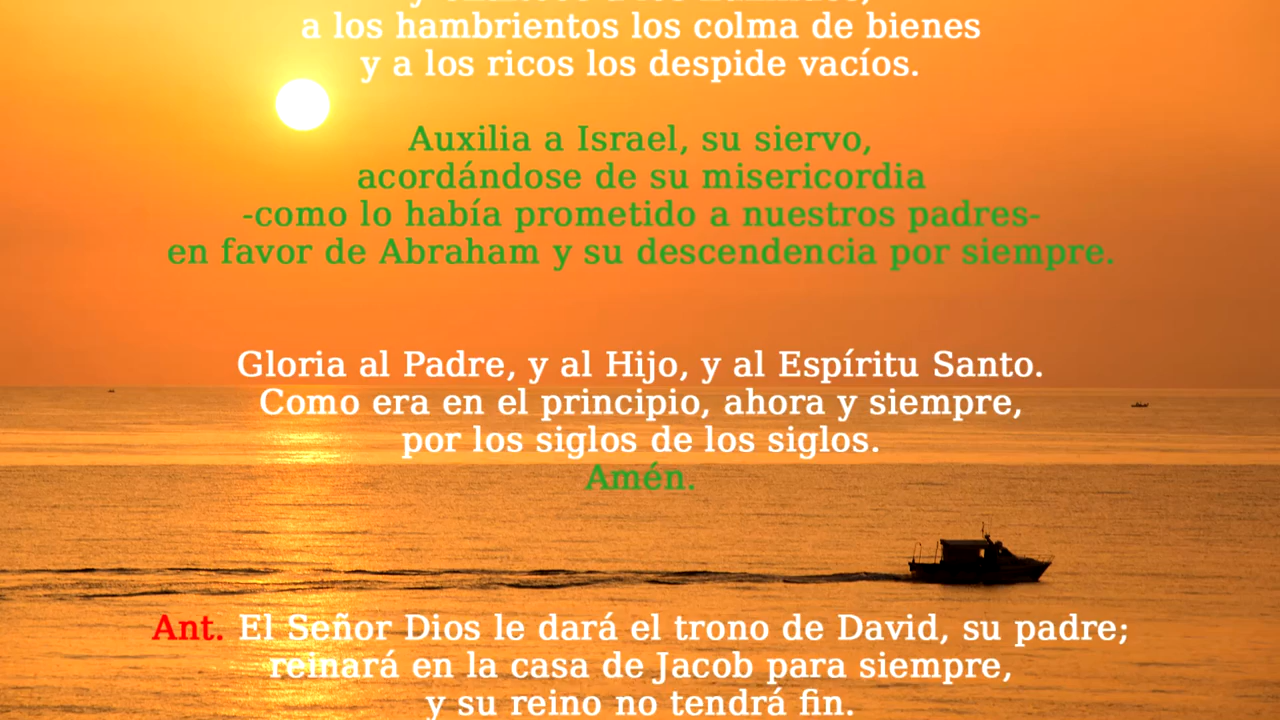 a los hambrientos los colma de bienes
y a los ricos los despide vacíos.
Auxilia a Israel, su siervo,
acordándose de su misericordia
-como lo había prometido a nuestros padres-
en favor de Abraham y su descendencia por siempre.
Gloria al Padre, y al Hijo, y al Espíritu Santo.
Como era en el principio, ahora y siempre,
por los siglos de los siglos.
Amén.
Ant. El Señor Dios le dará el trono de David, su padre;
reinará en la casa de Jacob para siempre,
y su reino no tendrá fin.